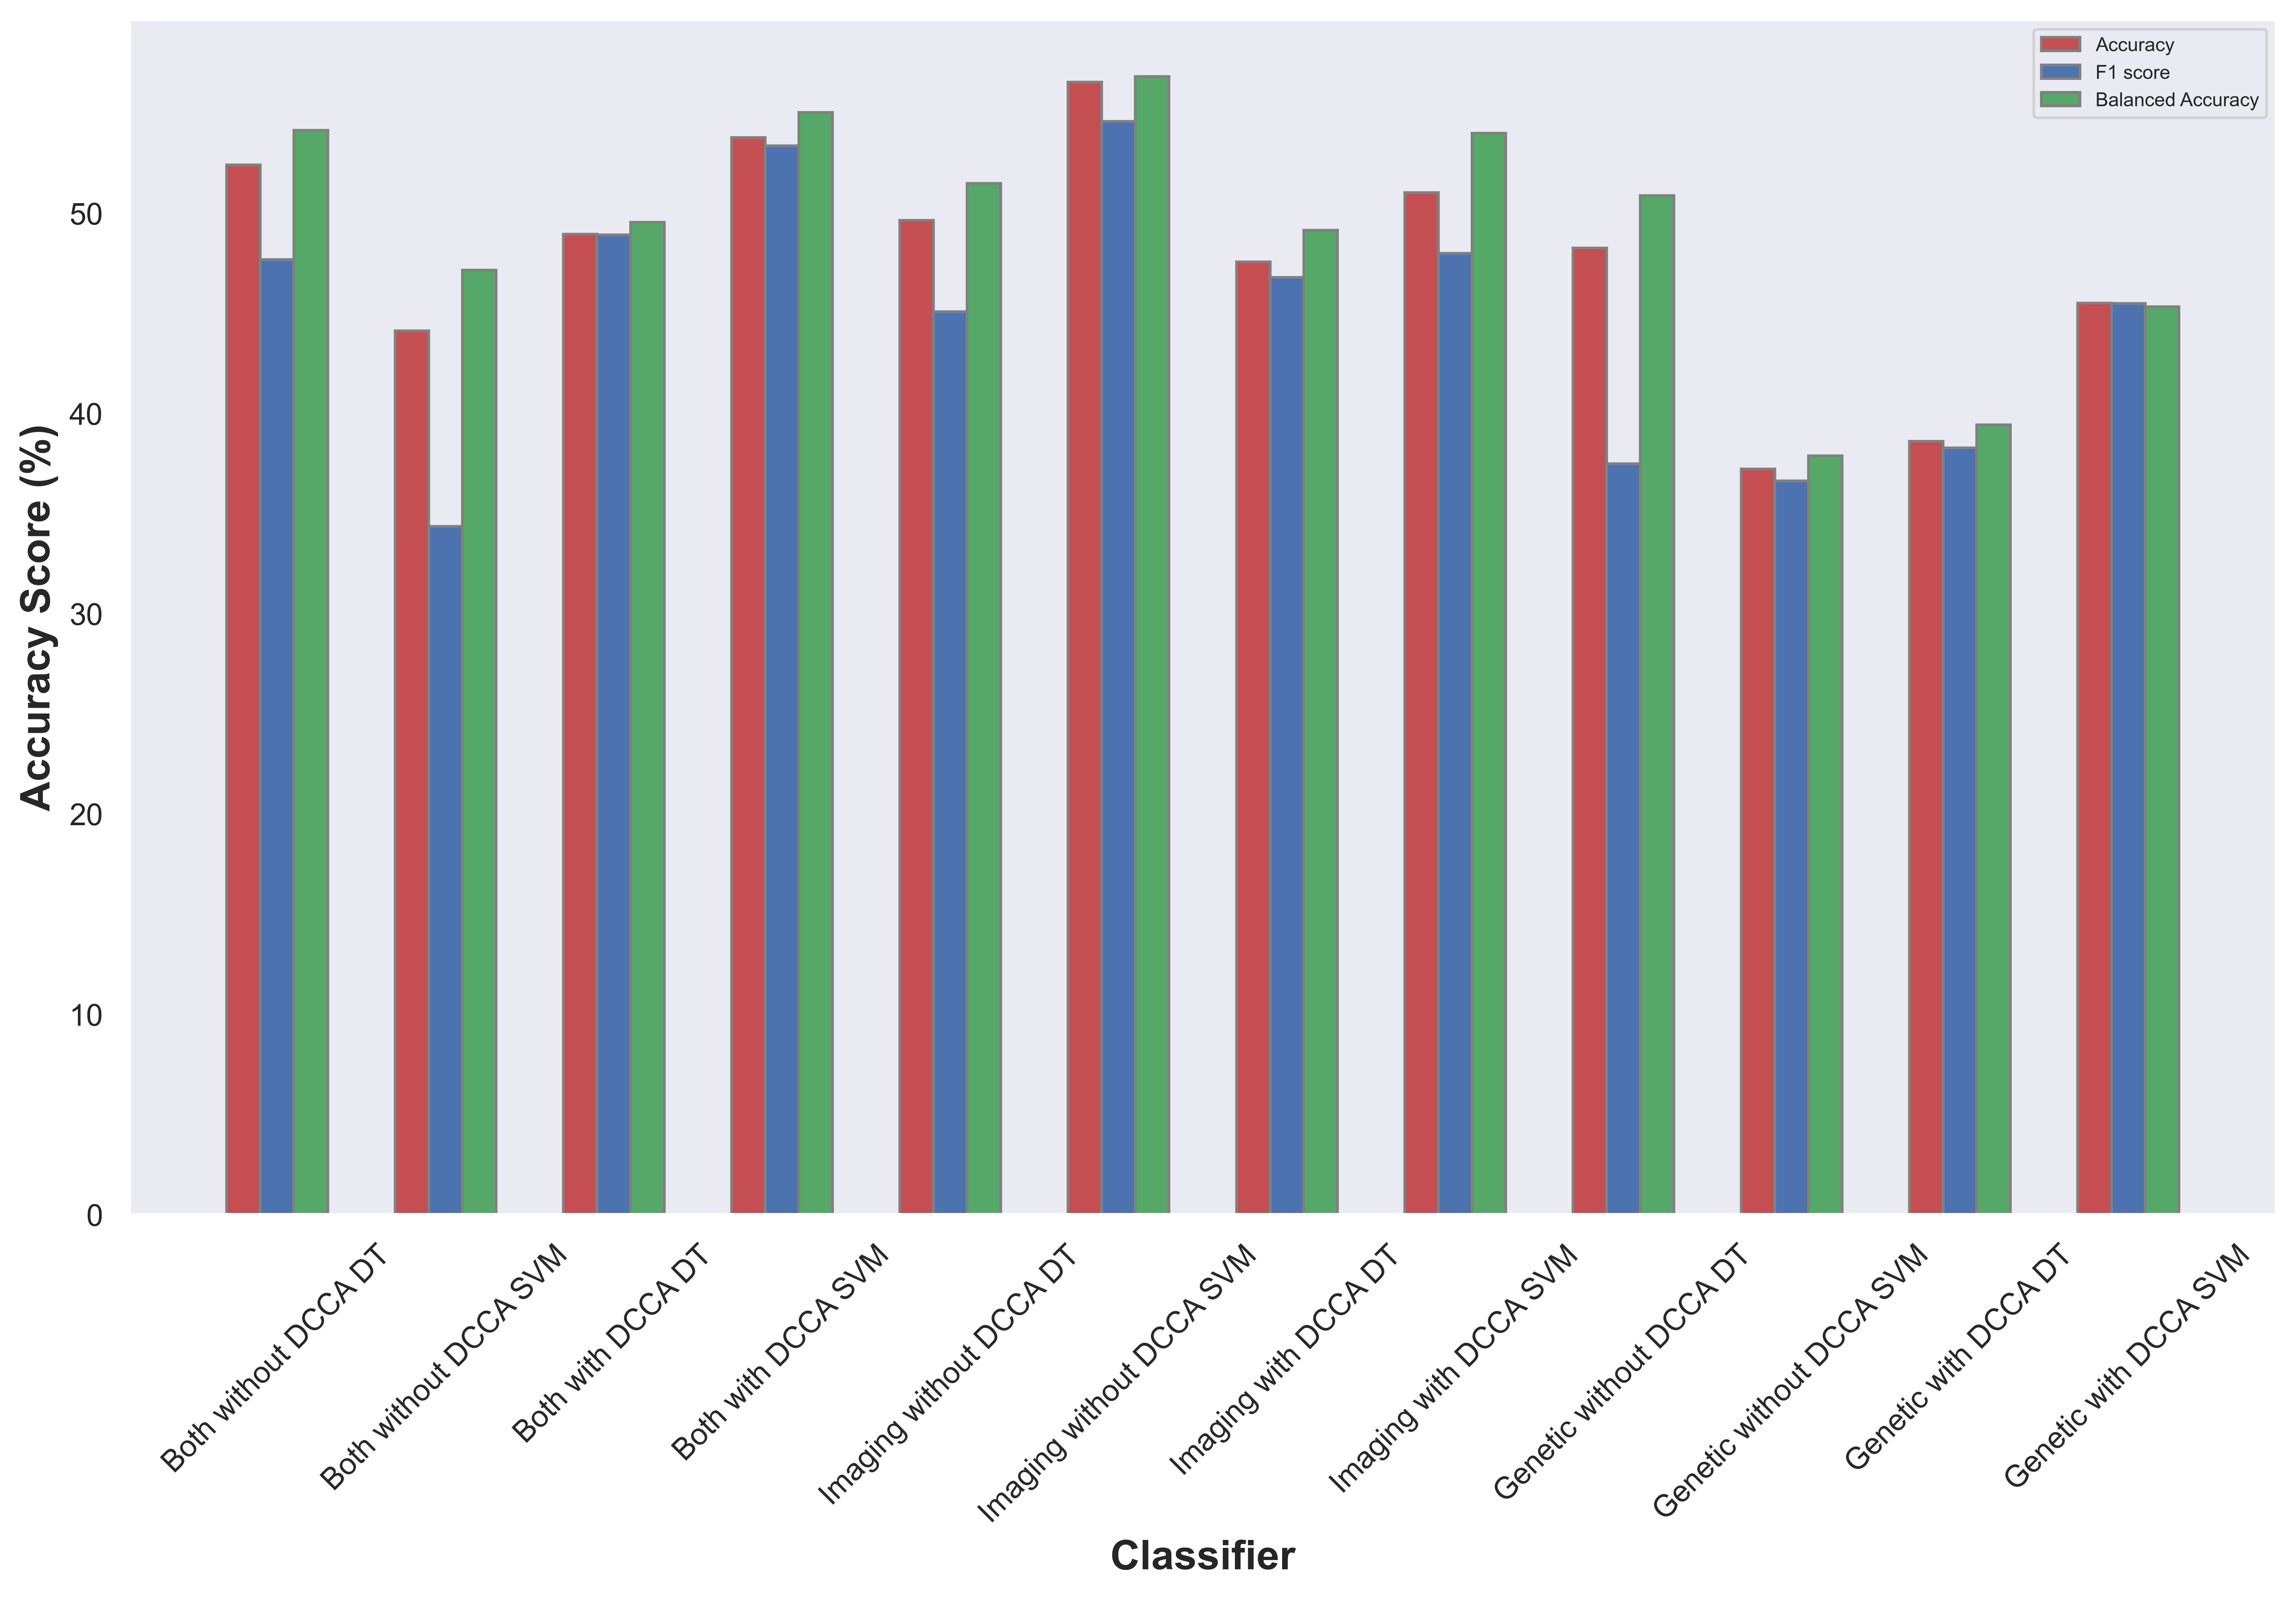 Accuracy
F1 score
Balanced Accuracy
Accuracy Score (%)
50
40
30
20
10
0
Both without DCCA DT
Both without DCCA SVM
Both with DCCA DT
Both with DCCA SVM
Imaging without DCCA DT
Imaging without DCCA SVM
Imaging with DCCA DT
Imaging with DCCA SVM
Genetic without DCCA DT
Genetic without DCCA SVM
Genetic with DCCA DT
Genetic with DCCA SVM
Classifier